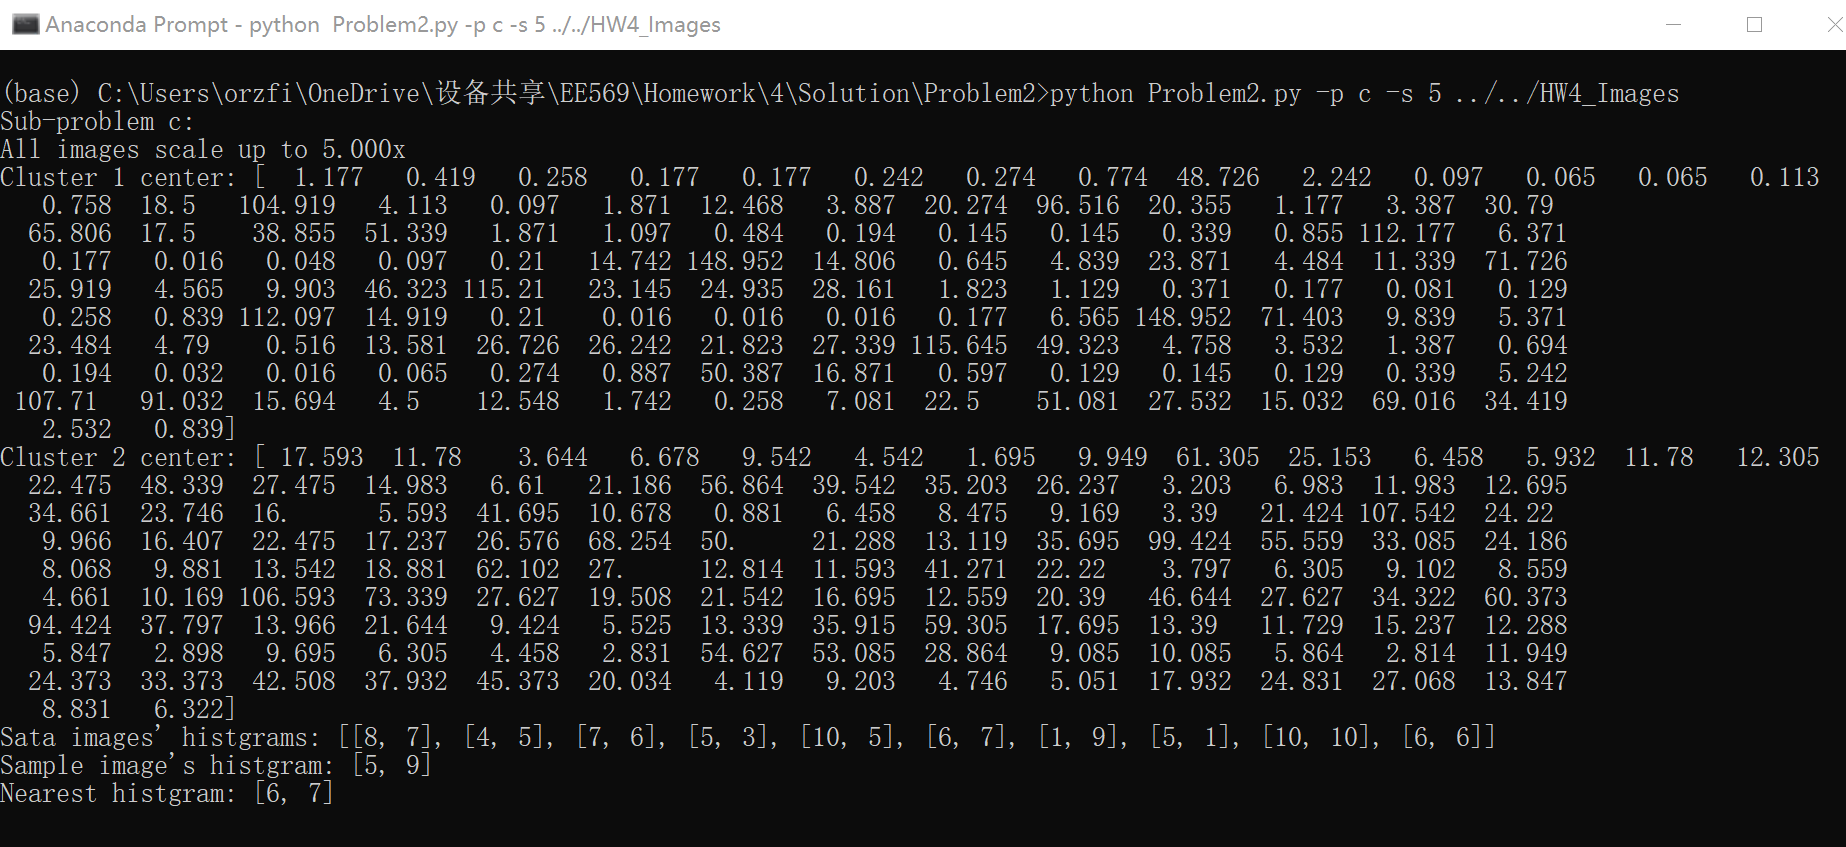 Anaconda Prompt - python  Problem2.py -p c -s 5 ../../HW4_Images
(base) C:\Users\orzfi\OneDrive\设备共享\EE569\Homework\4\Solution\Problem2>python Problem2.py -p c -s 5 ../../HW4_Images
Sub-problem c:
All images scale up to 5.000x
Cluster 1 center: [  1.177   0.419   0.258   0.177   0.177   0.242   0.274   0.774  48.726   2.242   0.097   0.065   0.065   0.113
   0.758  18.5   104.919   4.113   0.097   1.871  12.468   3.887  20.274  96.516  20.355   1.177   3.387  30.79
  65.806  17.5    38.855  51.339   1.871   1.097   0.484   0.194   0.145   0.145   0.339   0.855 112.177   6.371
   0.177   0.016   0.048   0.097   0.21   14.742 148.952  14.806   0.645   4.839  23.871   4.484  11.339  71.726
  25.919   4.565   9.903  46.323 115.21   23.145  24.935  28.161   1.823   1.129   0.371   0.177   0.081   0.129
   0.258   0.839 112.097  14.919   0.21    0.016   0.016   0.016   0.177   6.565 148.952  71.403   9.839   5.371
  23.484   4.79    0.516  13.581  26.726  26.242  21.823  27.339 115.645  49.323   4.758   3.532   1.387   0.694
   0.194   0.032   0.016   0.065   0.274   0.887  50.387  16.871   0.597   0.129   0.145   0.129   0.339   5.242
 107.71   91.032  15.694   4.5    12.548   1.742   0.258   7.081  22.5    51.081  27.532  15.032  69.016  34.419
   2.532   0.839]
Cluster 2 center: [ 17.593  11.78    3.644   6.678   9.542   4.542   1.695   9.949  61.305  25.153   6.458   5.932  11.78   12.305
  22.475  48.339  27.475  14.983   6.61   21.186  56.864  39.542  35.203  26.237   3.203   6.983  11.983  12.695
  34.661  23.746  16.      5.593  41.695  10.678   0.881   6.458   8.475   9.169   3.39   21.424 107.542  24.22
   9.966  16.407  22.475  17.237  26.576  68.254  50.     21.288  13.119  35.695  99.424  55.559  33.085  24.186
   8.068   9.881  13.542  18.881  62.102  27.     12.814  11.593  41.271  22.22    3.797   6.305   9.102   8.559
   4.661  10.169 106.593  73.339  27.627  19.508  21.542  16.695  12.559  20.39   46.644  27.627  34.322  60.373
  94.424  37.797  13.966  21.644   9.424   5.525  13.339  35.915  59.305  17.695  13.39   11.729  15.237  12.288
   5.847   2.898   9.695   6.305   4.458   2.831  54.627  53.085  28.864   9.085  10.085   5.864   2.814  11.949
  24.373  33.373  42.508  37.932  45.373  20.034   4.119   9.203   4.746   5.051  17.932  24.831  27.068  13.847
   8.831   6.322]
Sata images' histgrams: [[8, 7], [4, 5], [7, 6], [5, 3], [10, 5], [6, 7], [1, 9], [5, 1], [10, 10], [6, 6]]
Sample image's histgram: [5, 9]
Nearest histgram: [6, 7]